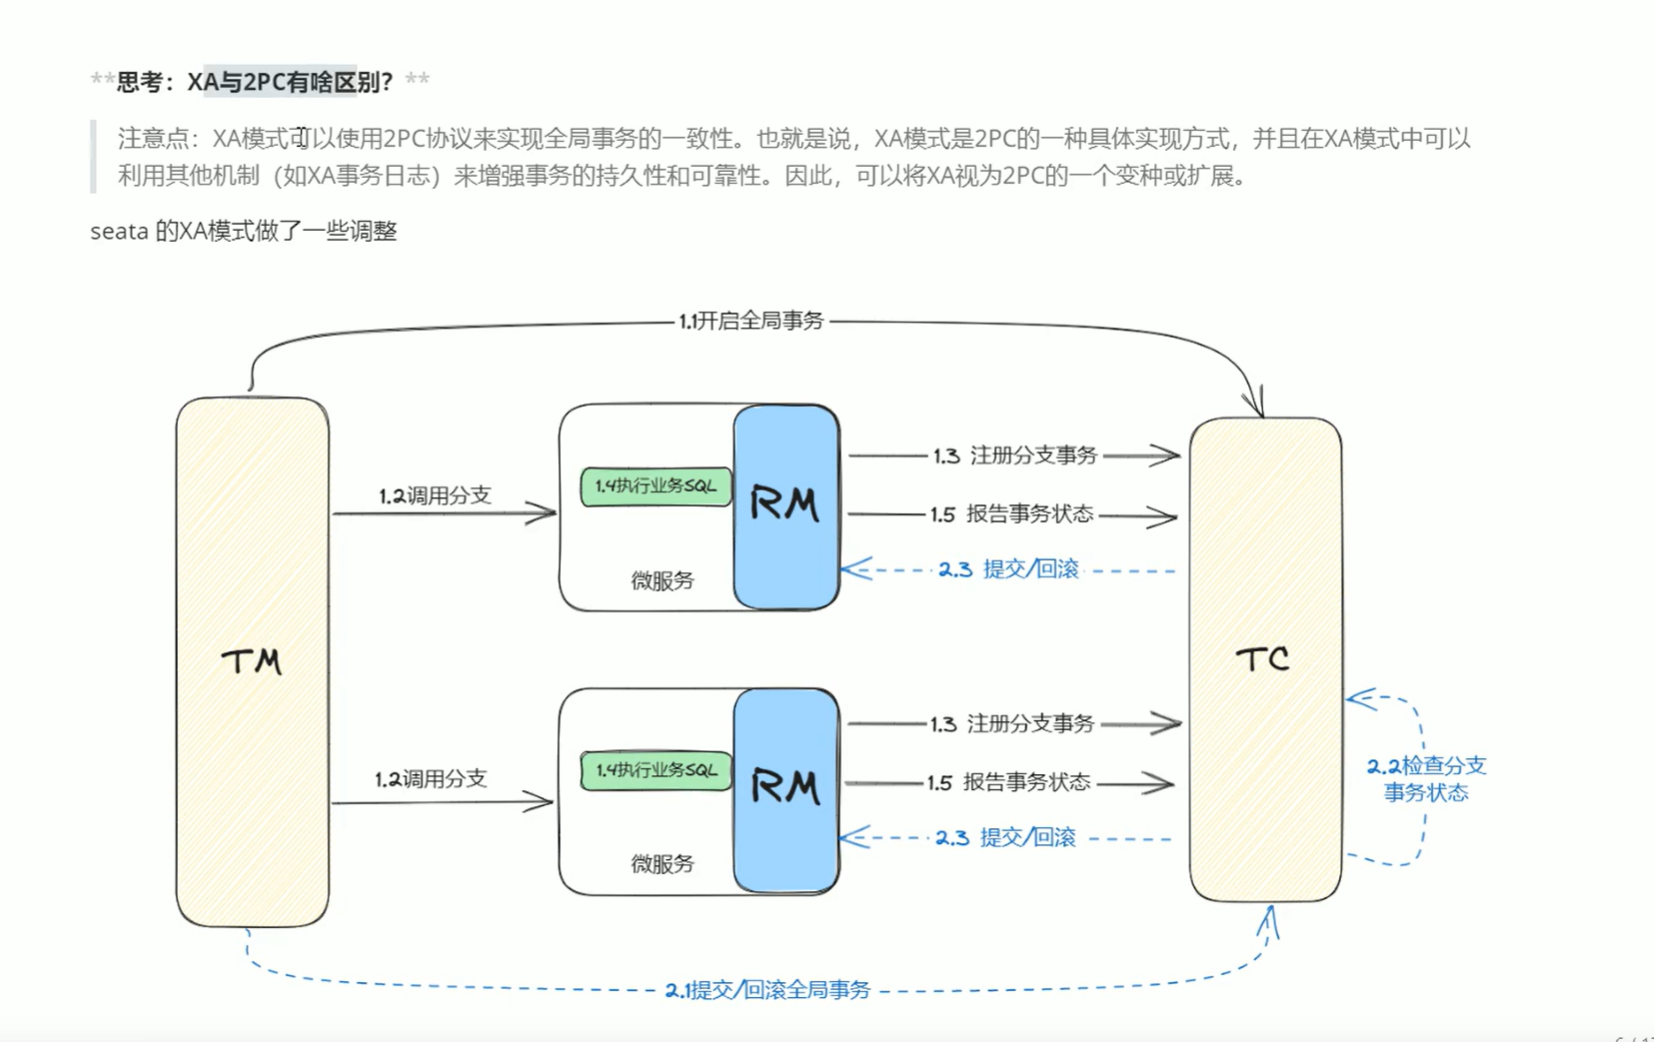 **思考：XA与2PC有啥区别？**
注意点：XA模式可以使用2PC协议来实现全局事务的一致性。也就是说，XA模式是2PC的一种具体实现方式，并且在XA模式中可以
利用其他机制（如XA事务日志）来增强事务的持久性和可靠性。因此，可以将XA视为2PC的一个变种或扩展。
seata 的XA模式做了一些调整
1.1开启全局事务
1.2调用分支
1.4执行业务SQL
RM
微服务
1.3 注册分支事务
1.5 报告事务状态
2.3 提交/回滚
TM
TC
1.2调用分支
1.4执行业务SQL
RM
微服务
1.3 注册分支事务
1.5 报告事务状态
2.3 提交/回滚
2.2检查分支
事务状态
2.1提交/回滚全局事务